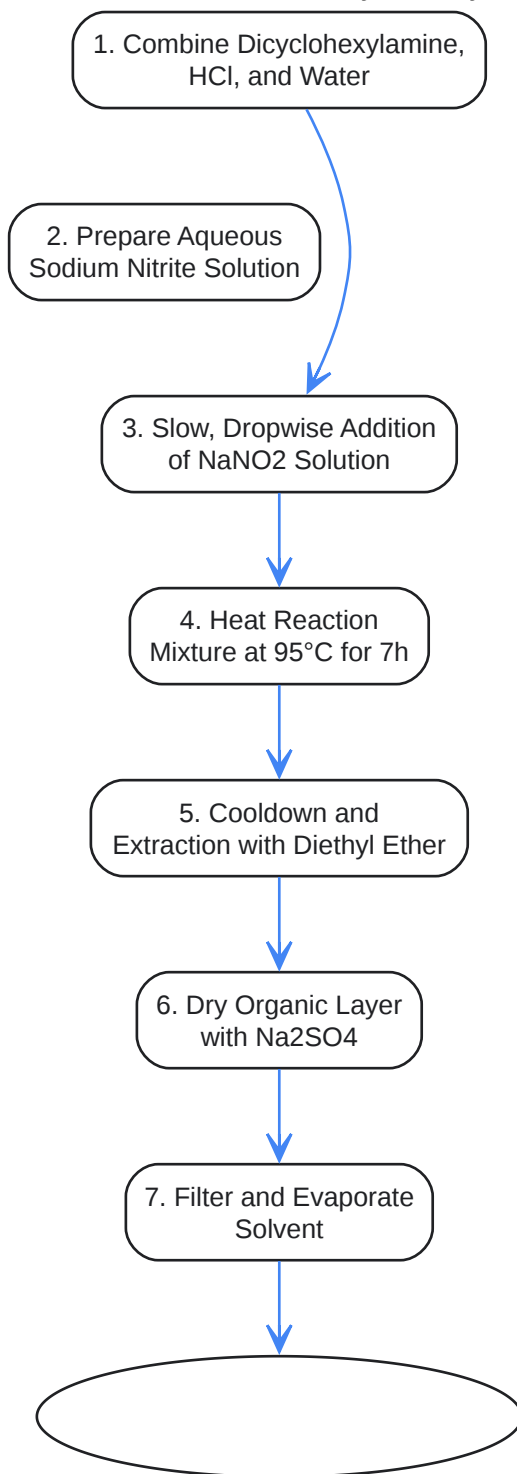 1. Combine Dicyclohexylamine,
HCl, and Water
2. Prepare Aqueous
Sodium Nitrite Solution
3. Slow, Dropwise Addition
of NaNO2 Solution
4. Heat Reaction
Mixture at 95°C for 7h
5. Cooldown and
Extraction with Diethyl Ether
6. Dry Organic Layer
with Na2SO4
7. Filter and Evaporate
Solvent